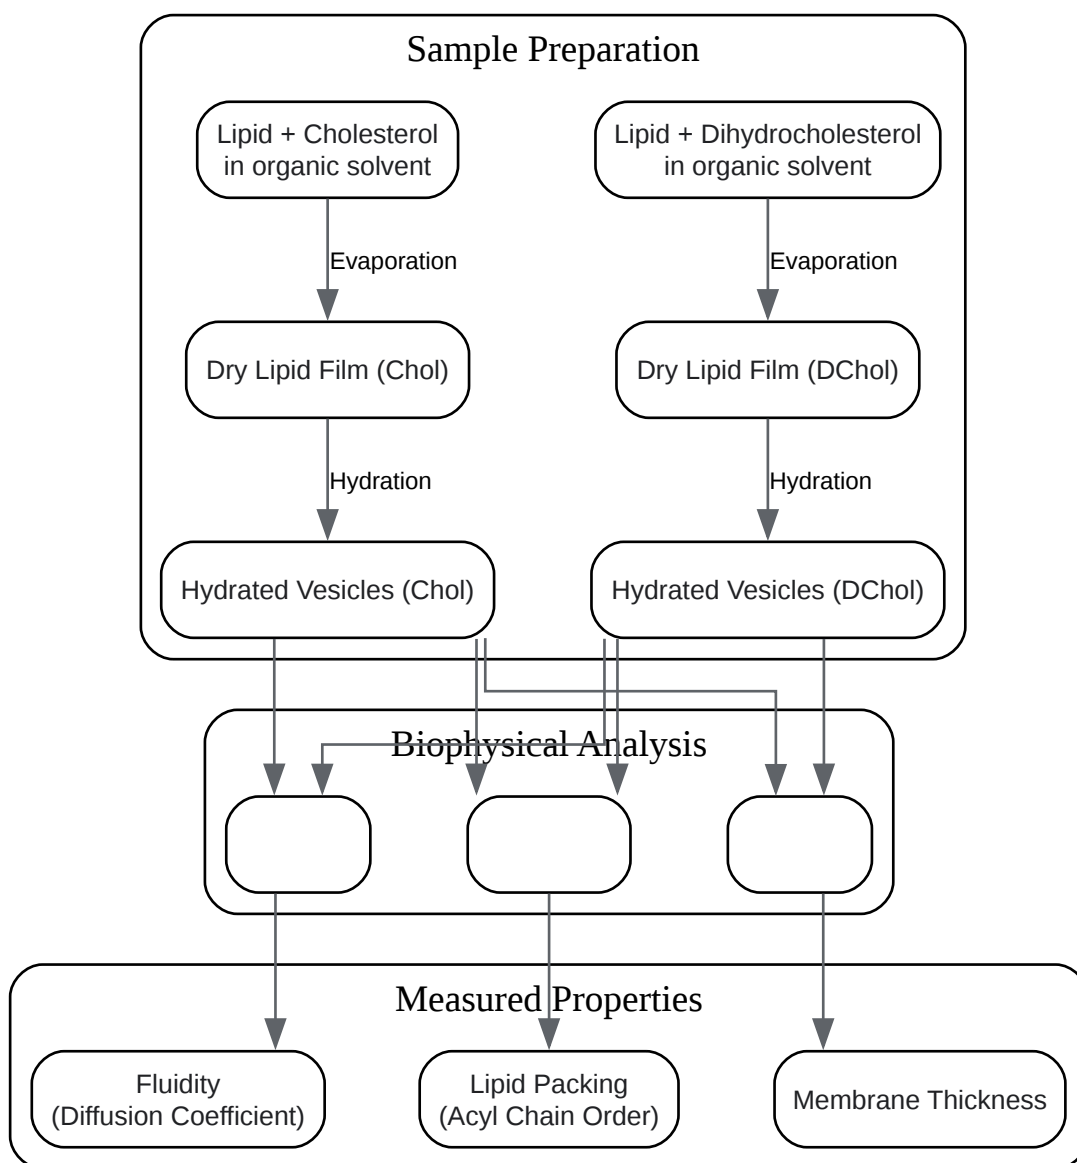 Sample Preparation
Lipid + Cholesterol
in organic solvent
Lipid + Dihydrocholesterol
in organic solvent
Evaporation
Evaporation
Dry Lipid Film (Chol)
Dry Lipid Film (DChol)
Hydration
Hydration
Hydrated Vesicles (Chol)
Hydrated Vesicles (DChol)
Biophysical Analysis
Measured Properties
Fluidity
(Diffusion Coefficient)
Lipid Packing
(Acyl Chain Order)
Membrane Thickness